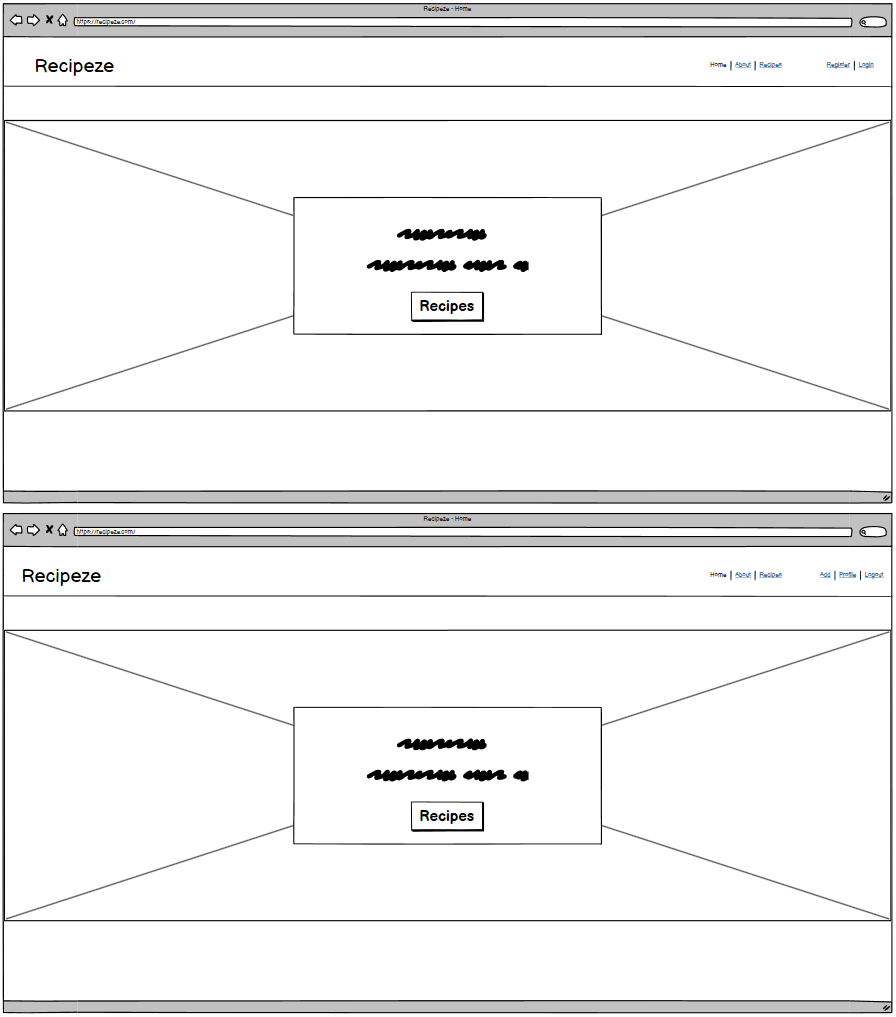 Recipeze - Home
https://recipeze.com/
Recipeze Home | About | Recipes Register | Login
Recipes
Recipeze - Home
https://recipeze.com/
Recipeze Home | About | Recipes Add | Profile | Logout
Recipes